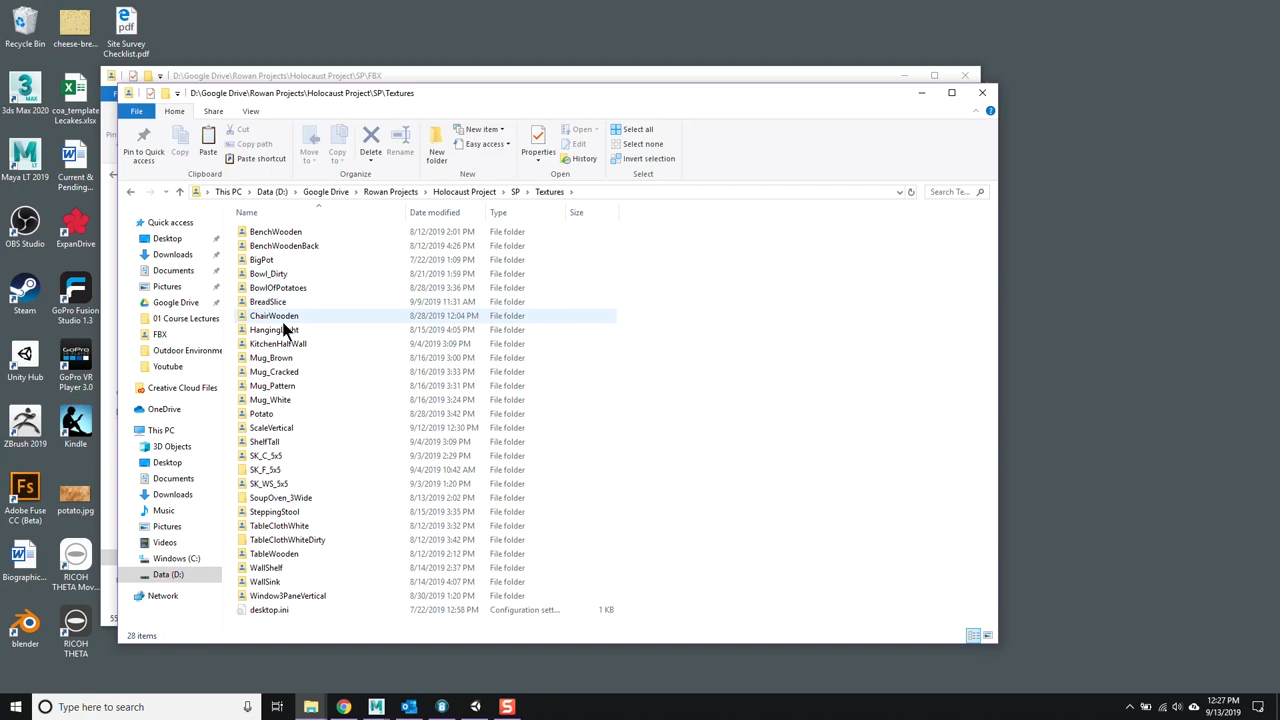 Recycle Bin
cheese-bre...
Site Survey
Checklist.pdf
3ds Max 2020
coa_template
Lecakes.xlsx
Maya LT 2019
Current &
Pending...
OBS Studio
ExpanDrive
Steam
GoPro Fusion
Studio 1.3
Unity Hub
GoPro VR
Player 3.0
ZBrush 2019
Kindle
Adobe Fuse
CC (Beta)
potato.jpg
Biographic...
RICOH
THETA Mov...
blender
RICOH
THETA
D:\Google Drive\Rowan Projects\Holocaust Project\SP\FBX
D:\Google Drive\Rowan Projects\Holocaust Project\SP\Textures
File Home Share View
Pin to Quick
access
Copy
Paste
Cut
Copy path
Paste shortcut
Clipboard
Move
to
Copy
to
Delete
Rename
Organize
New
folder
New item
Easy access
New
Properties
Open
Edit
History
Open
Select all
Select none
Invert selection
Select
This PC > Data (D:) > Google Drive > Rowan Projects > Holocaust Project > SP > Textures >
Search Te...
Quick access
Desktop
Downloads
Documents
Pictures
Google Drive
01 Course Lectures
FBX
Outdoor Environme
Youtube
Creative Cloud Files
OneDrive
This PC
3D Objects
Desktop
Documents
Downloads
Music
Pictures
Videos
Windows (C:)
Data (D:)
Network
Name Date modified Type Size
BenchWooden 8/12/2019 2:01 PM File folder
BenchWoodenBack 8/12/2019 4:26 PM File folder
BigPot 7/22/2019 1:09 PM File folder
Bowl_Dirty 8/21/2019 1:59 PM File folder
BowlOfPotatoes 8/28/2019 3:36 PM File folder
BreadSlice 9/9/2019 11:31 AM File folder
ChairWooden 8/28/2019 12:04 PM File folder
HangingLight 8/15/2019 4:05 PM File folder
KitchenHalfWall 9/4/2019 3:09 PM File folder
Mug_Brown 8/16/2019 3:00 PM File folder
Mug_Cracked 8/16/2019 3:33 PM File folder
Mug_Pattern 8/16/2019 3:31 PM File folder
Mug_White 8/16/2019 3:24 PM File folder
Potato 8/28/2019 3:42 PM File folder
ScaleVertical 9/12/2019 12:30 PM File folder
ShelfTall 9/4/2019 3:09 PM File folder
SK_C_5x5 9/3/2019 2:29 PM File folder
SK_F_5x5 9/4/2019 10:42 AM File folder
SK_WS_5x5 9/3/2019 1:20 PM File folder
SoupOven_3Wide 8/13/2019 2:02 PM File folder
SteppingStool 8/15/2019 3:35 PM File folder
TableClothWhite 8/12/2019 3:32 PM File folder
TableClothWhiteDirty 8/12/2019 3:42 PM File folder
TableWooden 8/12/2019 2:12 PM File folder
WallShelf 8/14/2019 2:37 PM File folder
WallSink 8/14/2019 4:07 PM File folder
Window3PaneVertical 8/30/2019 1:20 PM File folder
desktop.ini 7/22/2019 12:58 PM Configuration sett... 1 KB
28 items
Type here to search
12:27 PM
9/13/2019